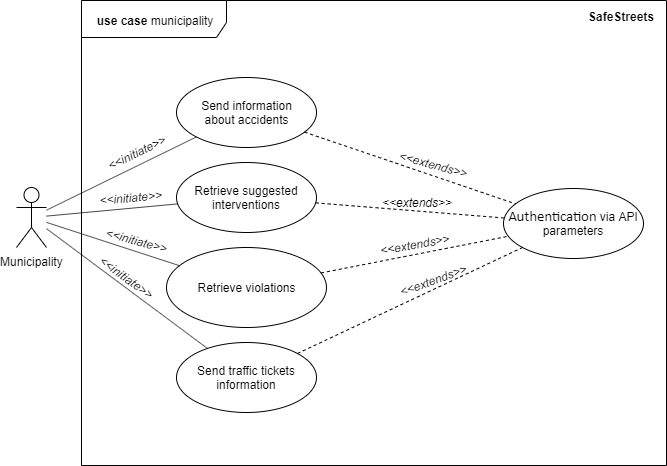 use case municipality
SafeStreets
Send information
about accidents
<<initiate>>
<<extends>>
Retrieve suggested
interventions
<<initiate>>
<<extends>>
Authentication via API
parameters
Municipality
<<initiate>>
<<extends>>
Retrieve violations
<<initiate>>
<<extends>>
Send traffic tickets
information